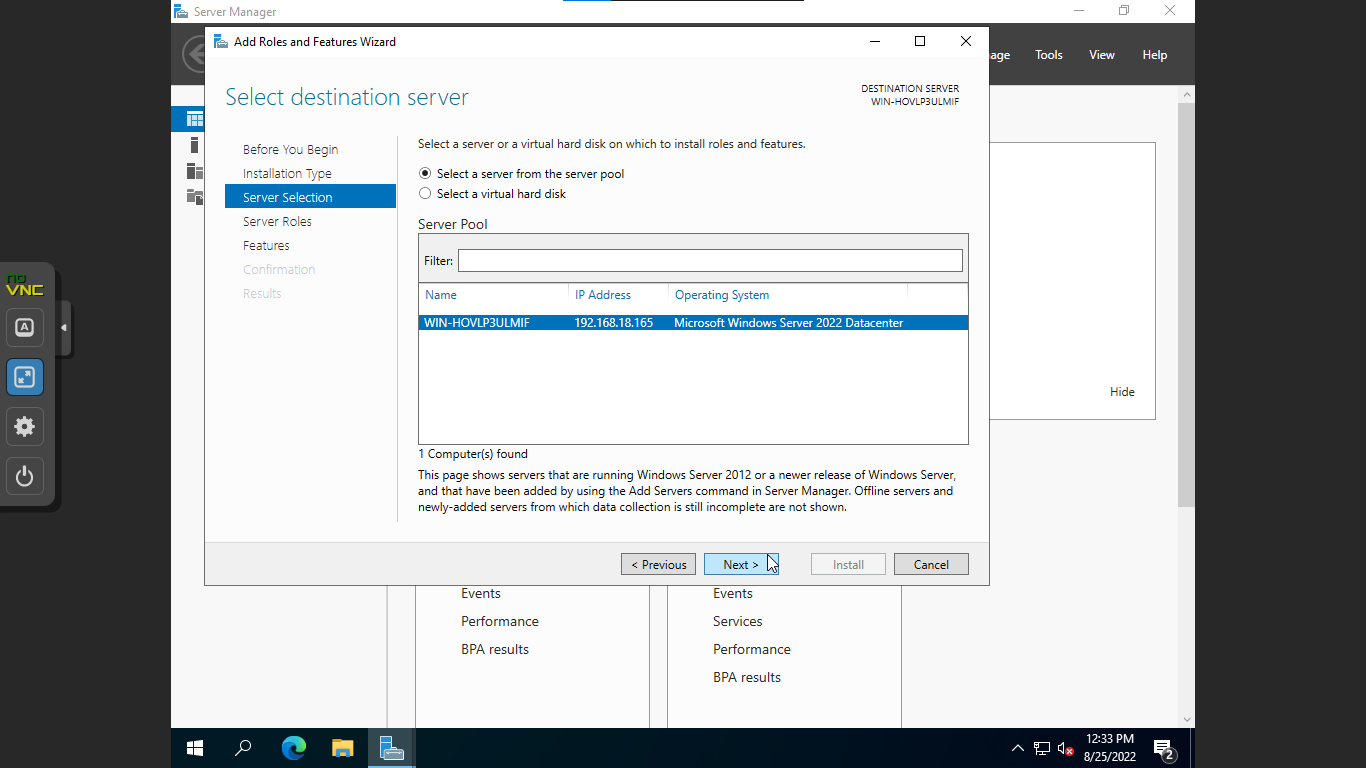 Server Manager
Add Roles and Features Wizard
age
Tools
View
Help
Select destination server
DESTINATION SERVER
WIN-HOVLP3ULMIF
Before You Begin
Installation Type
Server Selection
Server Roles
Features
Confirmation
Results
Select a server or a virtual hard disk on which to install roles and features.
Select a server from the server pool
Select a virtual hard disk
Server Pool
Filter:
Name IP Address Operating System
WIN-HOVLP3ULMIF 192.168.18.165 Microsoft Windows Server 2022 Datacenter
1 Computer(s) found
This page shows servers that are running Windows Server 2012 or a newer release of Windows Server,
and that have been added by using the Add Servers command in Server Manager. Offline servers and
newly-added servers from which data collection is still incomplete are not shown.
< Previous
Next >
Install
Cancel
Hide
Events
Performance
BPA results
Events
Services
Performance
BPA results
no
VNC
A
12:33 PM
8/25/2022
2